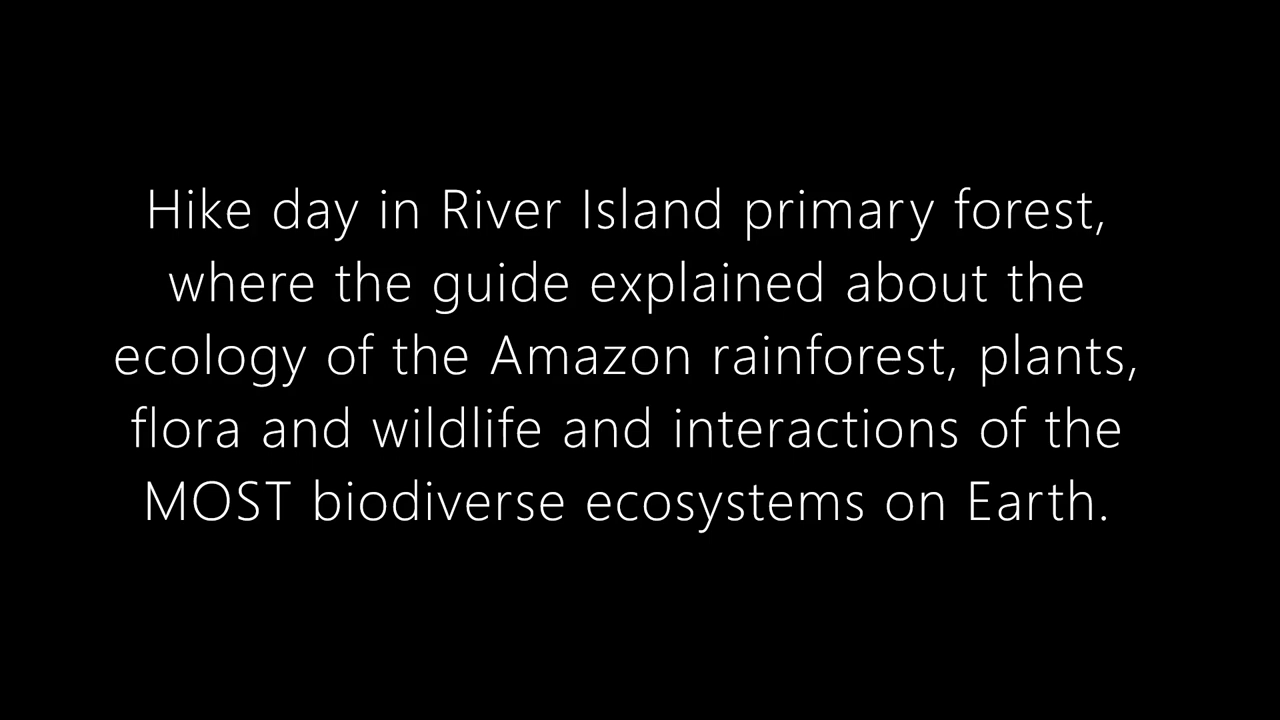 Hike day in River Island primary forest,
where the guide explained about the
ecology of the Amazon rainforest, plants,
flora and wildlife and interactions of the
MOST biodiverse ecosystems on Earth.